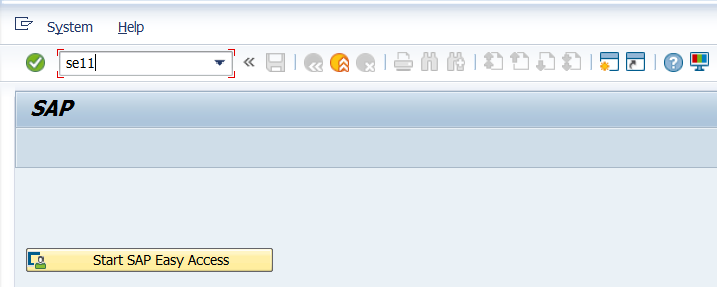 System Help
se11
SAP
Start SAP Easy Access